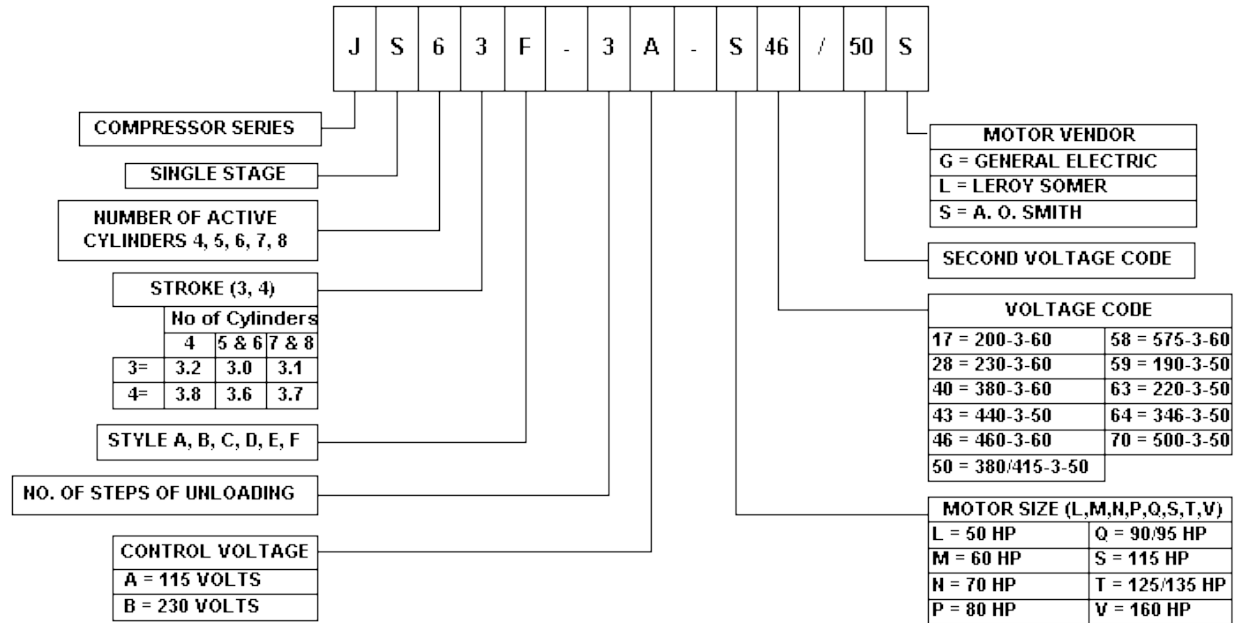 J S 6 3 F - 3 A - S 46 / 50 S
COMPRESSOR SERIES
SINGLE STAGE
NUMBER OF ACTIVE
CYLINDERS 4, 5, 6, 7, 8
STROKE (3, 4)
No of Cylinders
4 5 & 6 7 & 8
3= 3.2 3.0 3.1
4= 3.8 3.6 3.7
STYLE A, B, C, D, E, F
NO. OF STEPS OF UNLOADING
CONTROL VOLTAGE
A = 115 VOLTS
B = 230 VOLTS
MOTOR VENDOR
G = GENERAL ELECTRIC
L = LEROY SOMER
S = A. O. SMITH
SECOND VOLTAGE CODE
VOLTAGE CODE
17 = 200-3-60 58 = 575-3-60
28 = 230-3-60 59 = 190-3-50
40 = 380-3-60 63 = 220-3-50
43 = 440-3-50 64 = 346-3-50
46 = 460-3-60 70 = 500-3-50
50 = 380/415-3-50
MOTOR SIZE (L,M,N,P,Q,S,T,V)
L = 50 HP Q = 90/95 HP
M = 60 HP S = 115 HP
N = 70 HP T = 125/135 HP
P = 80 HP V = 160 HP